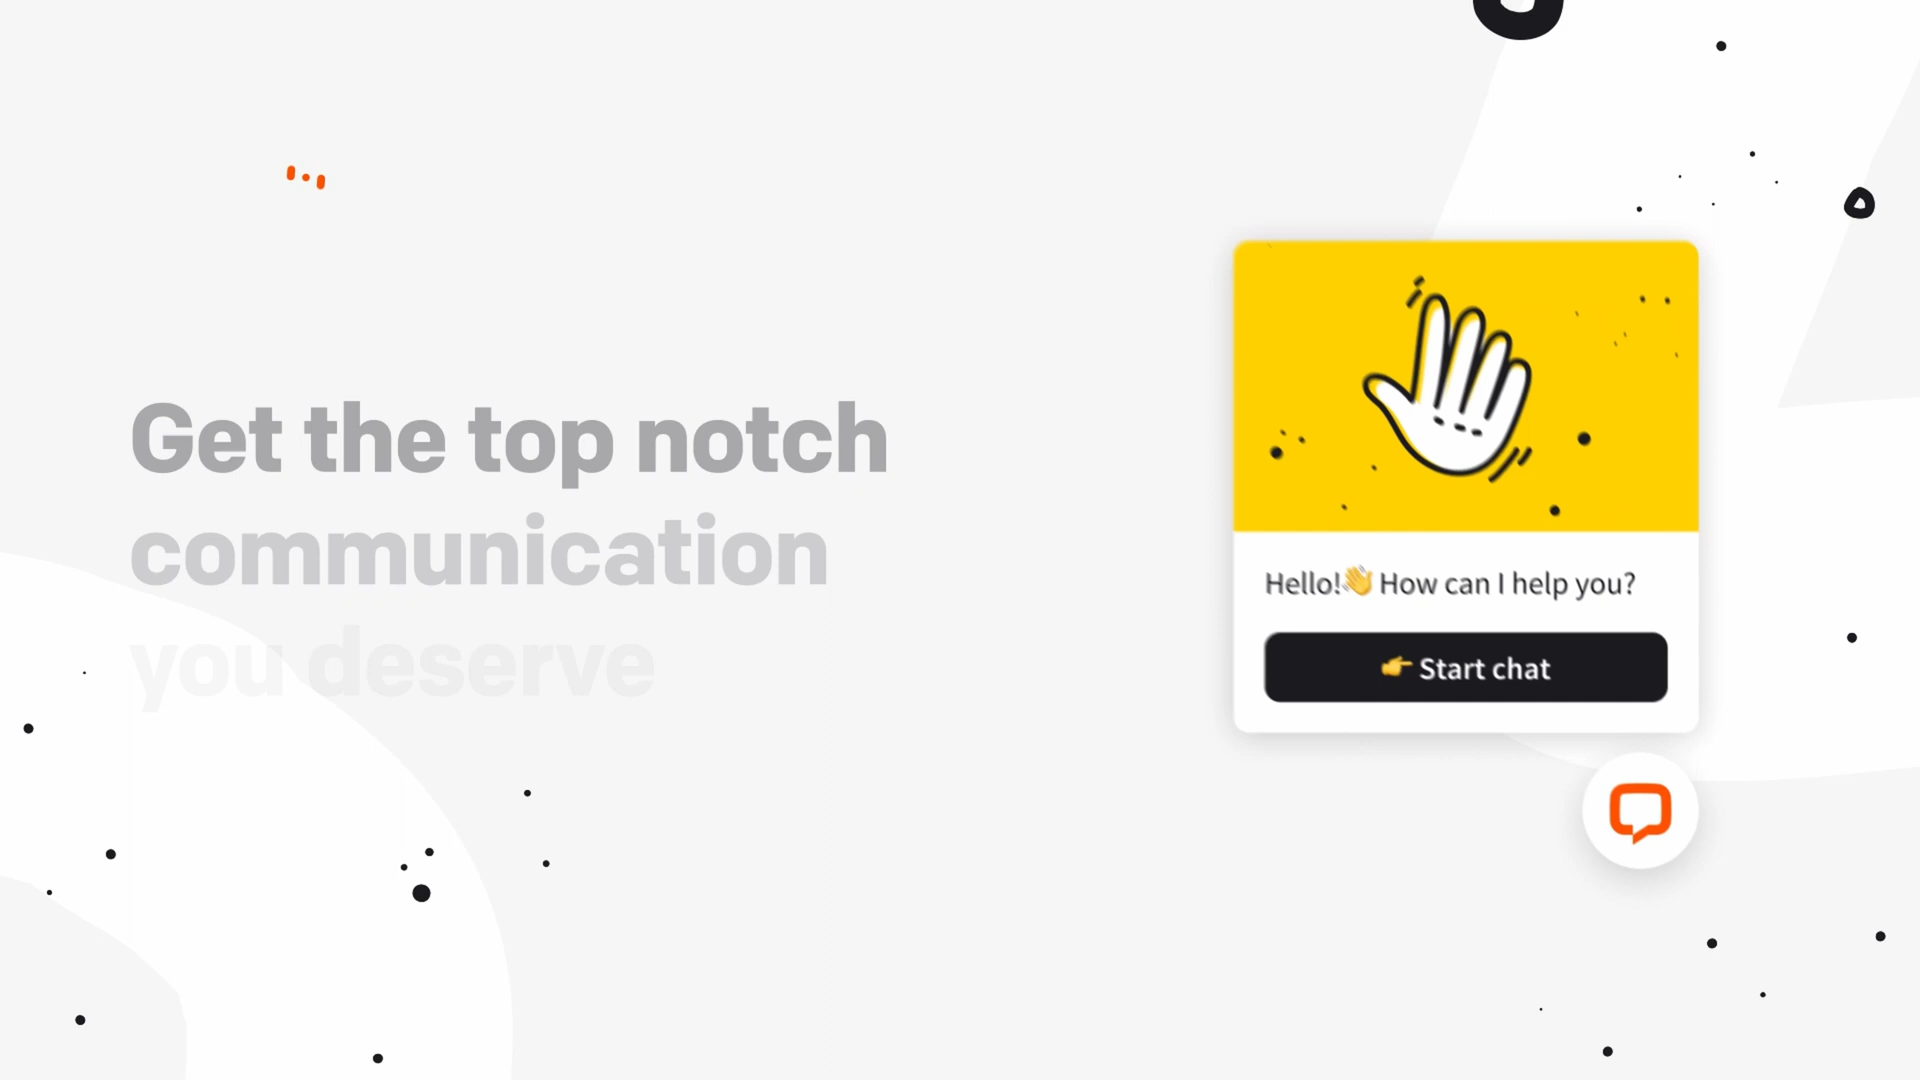 Get the top notch
communication
you deserve
Hello!👋 How can I help you?
👉 Start chat